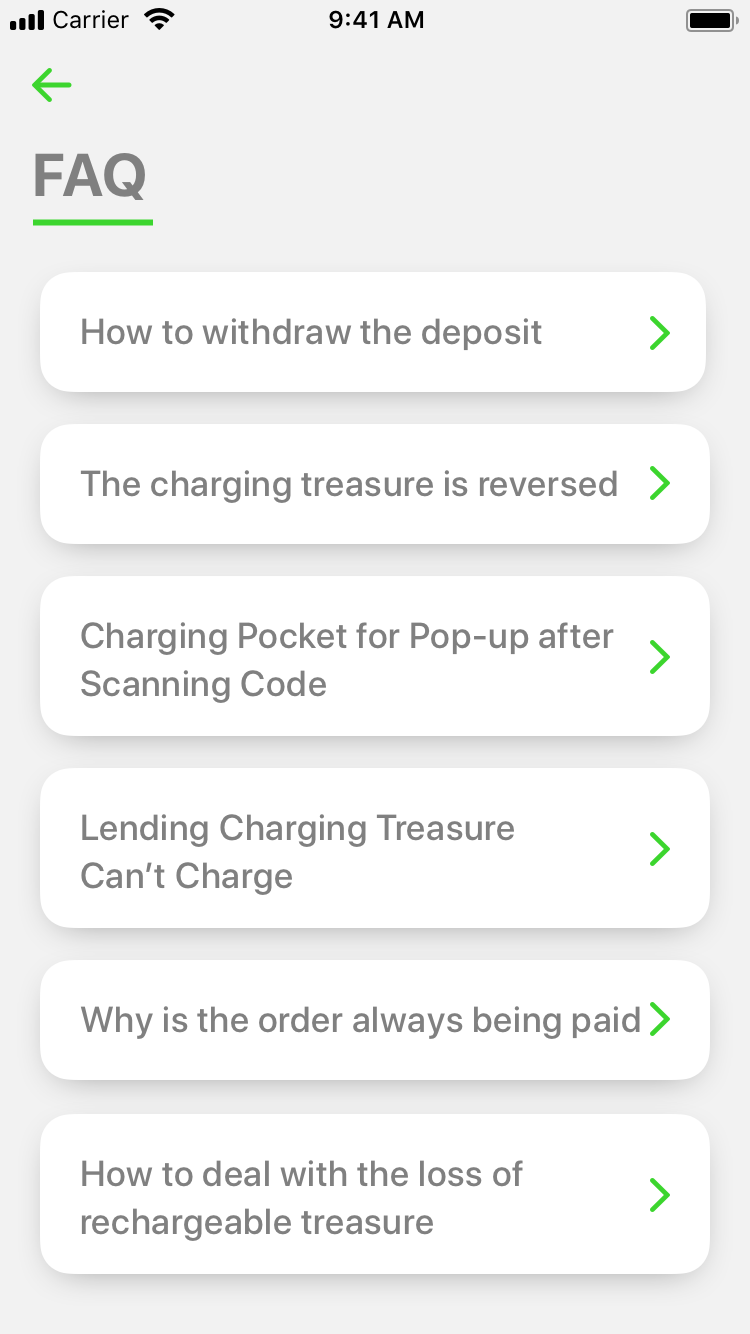 Carrier 9:41 AM
FAQ
How to withdraw the deposit
The charging treasure is reversed
Charging Pocket for Pop-up after
Scanning Code
Lending Charging Treasure
Can’t Charge
Why is the order always being paid
How to deal with the loss of
rechargeable treasure